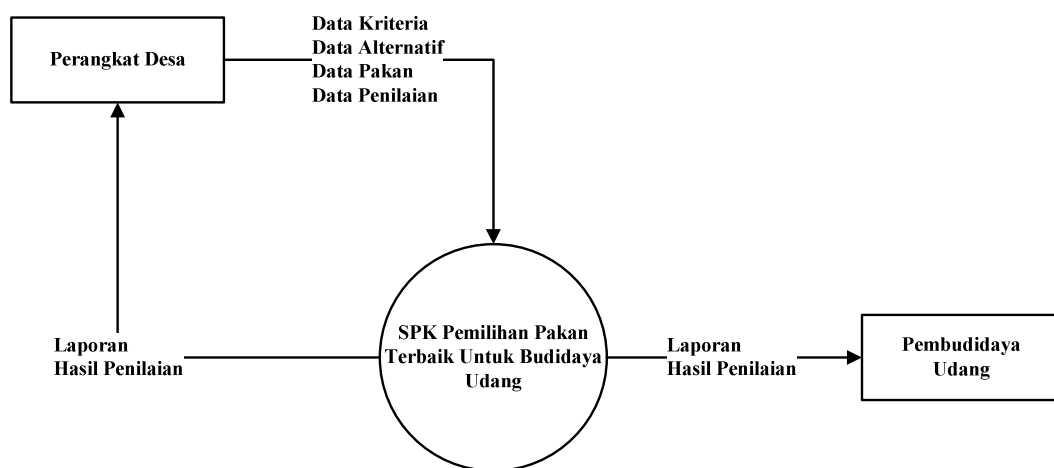 Perangkat Desa
Data Kriteria
Data Alternatif
Data Pakan
Data Penilaian
SPK Pemilihan Pakan
Terbaik Untuk Budidaya
Udang
Laporan
Hasil Penilaian
Laporan
Hasil Penilaian
Pembudidaya
Udang